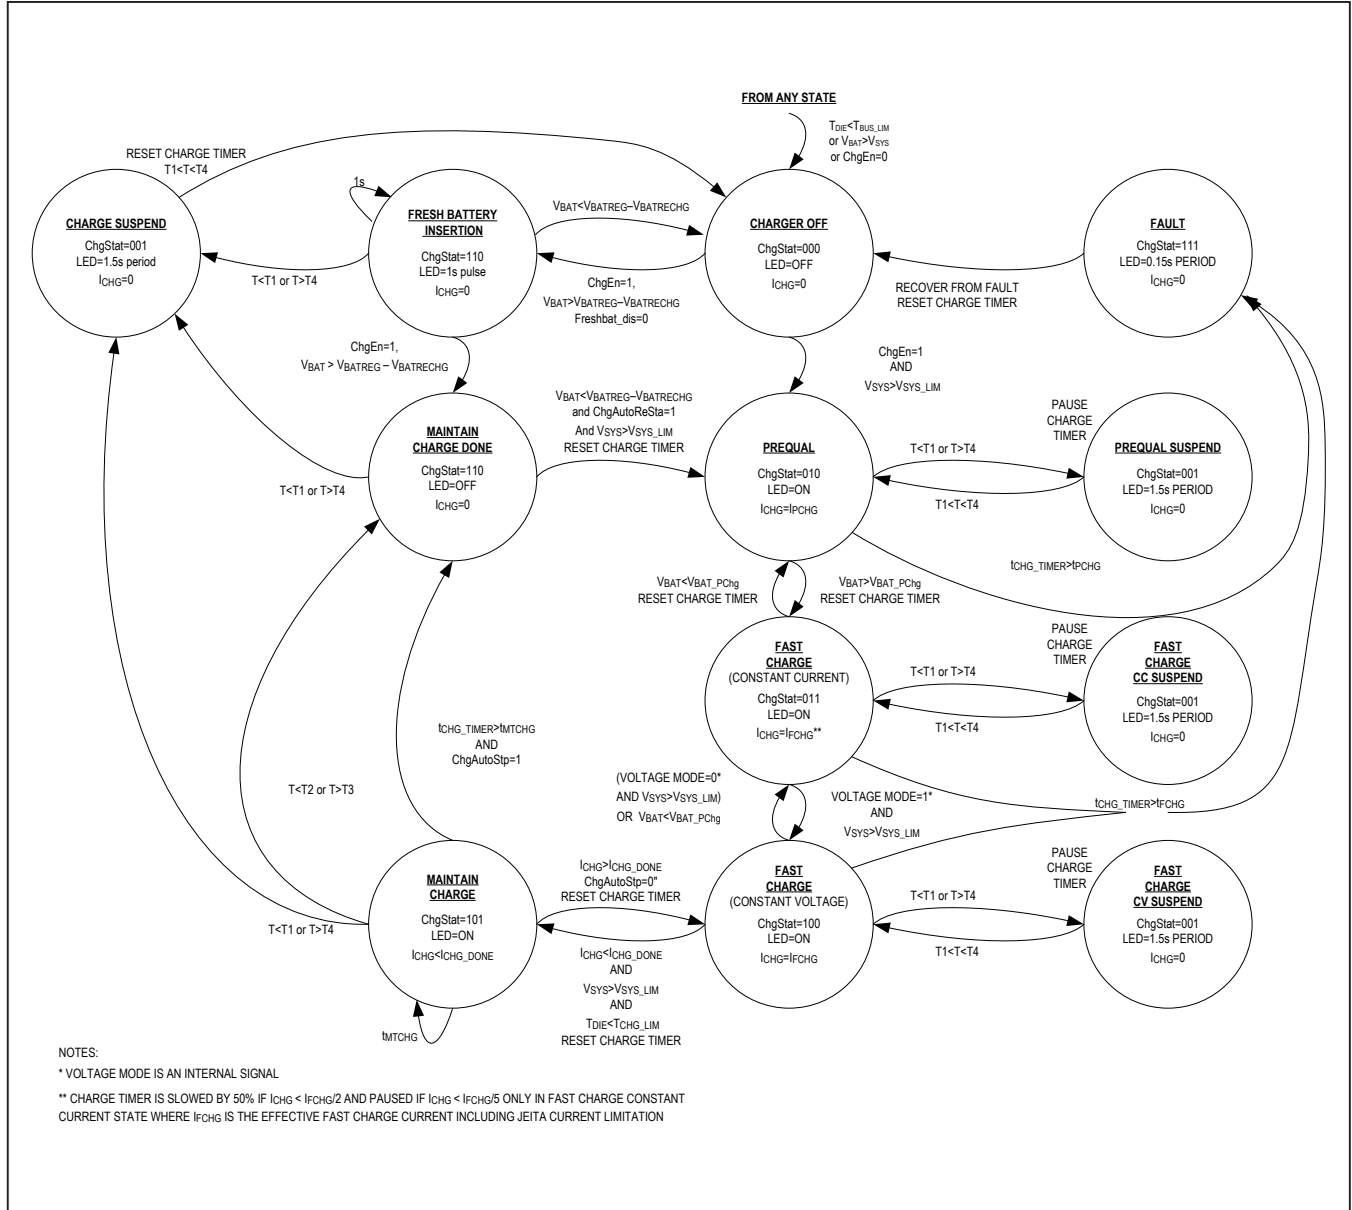 FROM ANY STATE
TDIE<TBUS_LIM
or VBAT>VSYS
or ChgEn=0
RESET CHARGE TIMER
T1<T<T4
CHARGE SUSPEND
ChgStat=001
LED=1.5s period
ICHG=0
1s
FRESH BATTERY
INSERTION
ChgStat=110
LED=1s pulse
ICHG=0
VBAT<VBATREG–VBATRECHG
CHARGER OFF
ChgStat=000
LED=OFF
ICHG=0
FAULT
ChgStat=111
LED=0.15s PERIOD
ICHG=0
T<T1 or T>T4
ChgEn=1,
VBAT>VBATREG–VBATRECHG
Freshbat_dis=0
RECOVER FROM FAULT
RESET CHARGE TIMER
ChgEn=1,
VBAT > VBATREG – VBATRECHG
ChgEn=1
AND
VSYS>VSYS_LIM
MAINTAIN
CHARGE DONE
ChgStat=110
LED=OFF
ICHG=0
VBAT<VBATREG–VBATRECHG
and ChgAutoReSta=1
And VSYS>VSYS_LIM
RESET CHARGE TIMER
PREQUAL
ChgStat=010
LED=ON
ICHG=IPCHG
T<T1 or T>T4
T1<T<T4
PAUSE
CHARGE
TIMER
PREQUAL SUSPEND
ChgStat=001
LED=1.5s PERIOD
ICHG=0
T<T1 or T>T4
tCHG_TIMER>tPCHG
VBAT<VBAT_PChg
RESET CHARGE TIMER
VBAT>VBAT_PChg
RESET CHARGE TIMER
FAST
CHARGE
(CONSTANT CURRENT)
ChgStat=011
LED=ON
ICHG=IFCHG**
T<T1 or T>T4
T1<T<T4
PAUSE
CHARGE
TIMER
FAST
CHARGE
CC SUSPEND
ChgStat=001
LED=1.5s PERIOD
ICHG=0
tCHG_TIMER>tMTCHG
AND
ChgAutoStp=1
T<T2 or T>T3
(VOLTAGE MODE=0*
AND VSYS>VSYS_LIM)
OR VBAT<VBAT_PChg
VOLTAGE MODE=1*
AND
VSYS>VSYS_LIM
tCHG_TIMER>tFCHG
MAINTAIN
CHARGE
ChgStat=101
LED=ON
ICHG<ICHG_DONE
T<T1 or T>T4
tMTCHG
ICHG>ICHG_DONE
ChgAutoStp=0"
RESET CHARGE TIMER
ICHG<ICHG_DONE
AND
VSYS>VSYS_LIM
AND
TDIE<TCHG_LIM
RESET CHARGE TIMER
FAST
CHARGE
(CONSTANT VOLTAGE)
ChgStat=100
LED=ON
ICHG=IFCHG
T<T1 or T>T4
T1<T<T4
PAUSE
CHARGE
TIMER
FAST
CHARGE
CV SUSPEND
ChgStat=001
LED=1.5s PERIOD
ICHG=0
NOTES:
* VOLTAGE MODE IS AN INTERNAL SIGNAL
** CHARGE TIMER IS SLOWED BY 50% IF ICHG < IFCHG/2 AND PAUSED IF ICHG < IFCHG/5 ONLY IN FAST CHARGE CONSTANT
CURRENT STATE WHERE IFCHG IS THE EFFECTIVE FAST CHARGE CURRENT INCLUDING JEITA CURRENT LIMITATION